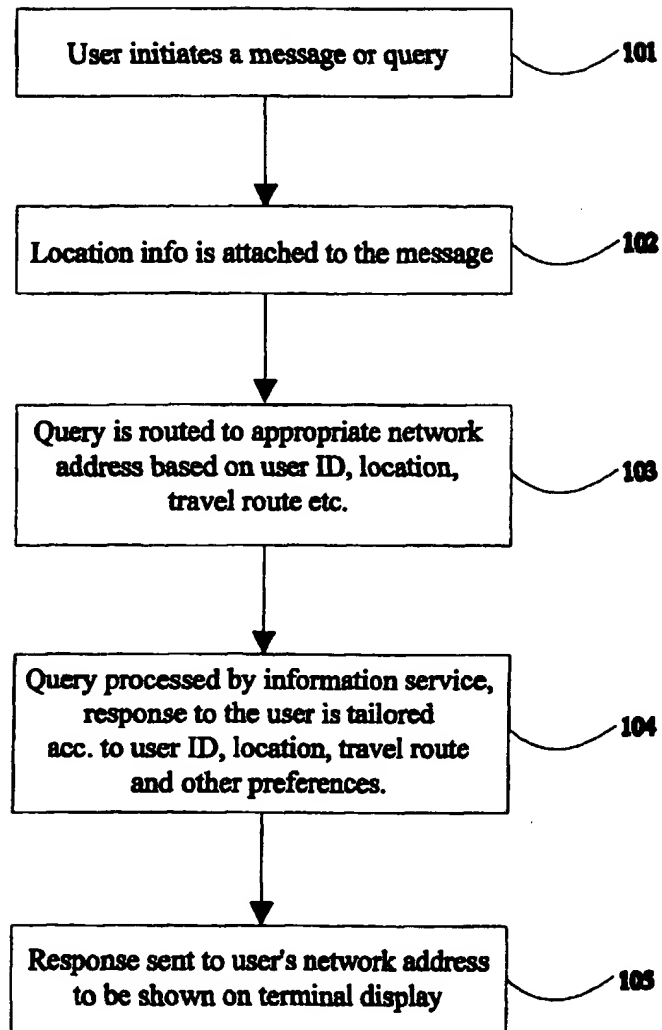 User initiates a message or query
101
Location info is attached to the message
102
Query is routed to appropriate network
address based on user ID, location,
travel route etc.
103
Query processed by information service,
response to the user is tailored
acc. to user ID, location, travel route
and other preferences.
104
Response sent to user's network address
to be shown on terminal display
105